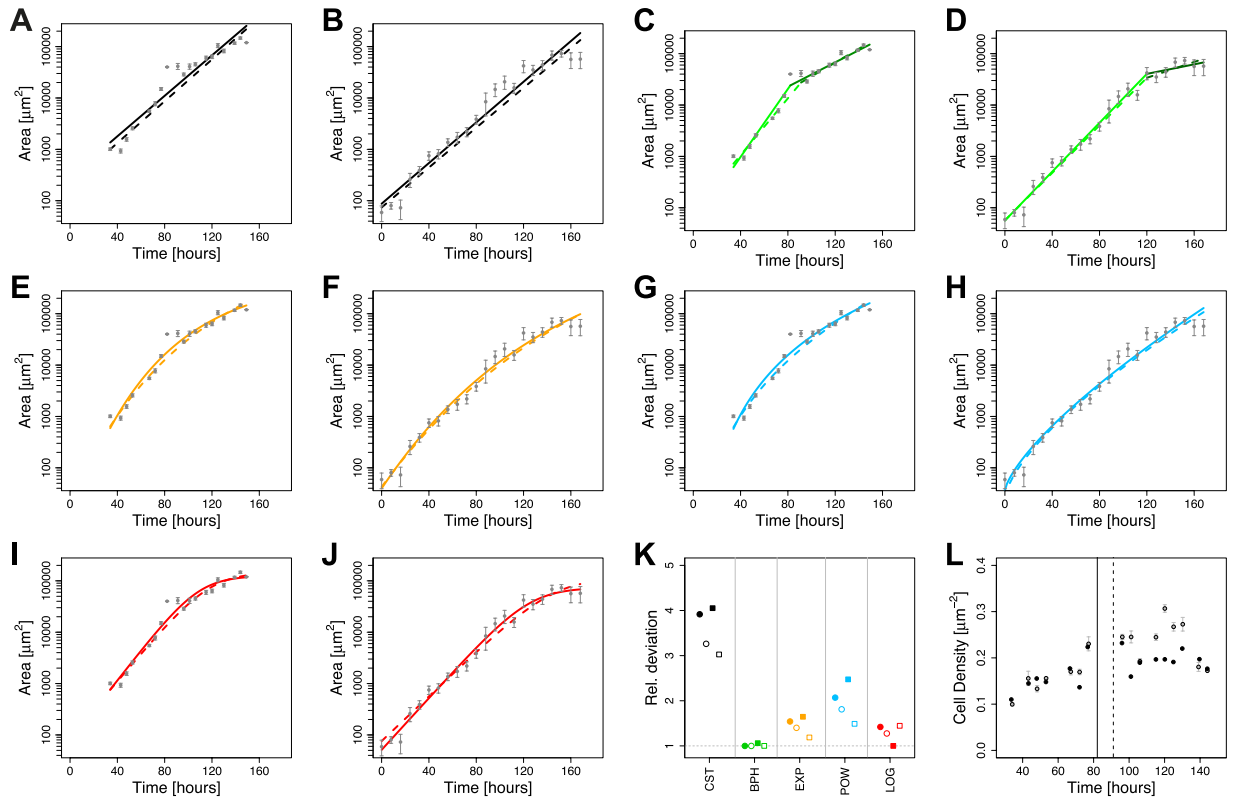 A
Area [µm²]
100 1000 10000 100000
0 40 80 120 160
Time [hours]
B
Area [µm²]
100 1000 10000 100000
0 40 80 120 160
Time [hours]
C
Area [µm²]
100 1000 10000 100000
0 40 80 120 160
Time [hours]
D
Area [µm²]
100 1000 10000 100000
0 40 80 120 160
Time [hours]
E
Area [µm²]
100 1000 10000 100000
0 40 80 120 160
Time [hours]
F
Area [µm²]
100 1000 10000 100000
0 40 80 120 160
Time [hours]
G
Area [µm²]
100 1000 10000 100000
0 40 80 120 160
Time [hours]
H
Area [µm²]
100 1000 10000 100000
0 40 80 120 160
Time [hours]
I
Area [µm²]
100 1000 10000 100000
0 40 80 120 160
Time [hours]
J
Area [µm²]
100 1000 10000 100000
0 40 80 120 160
Time [hours]
K
Rel. deviation
1 2 3 4 5
CST BPH EXP POW LOG
L
Cell Density [µm⁻²]
0.0 0.1 0.2 0.3 0.4
40 60 80 100 120 140
Time [hours]